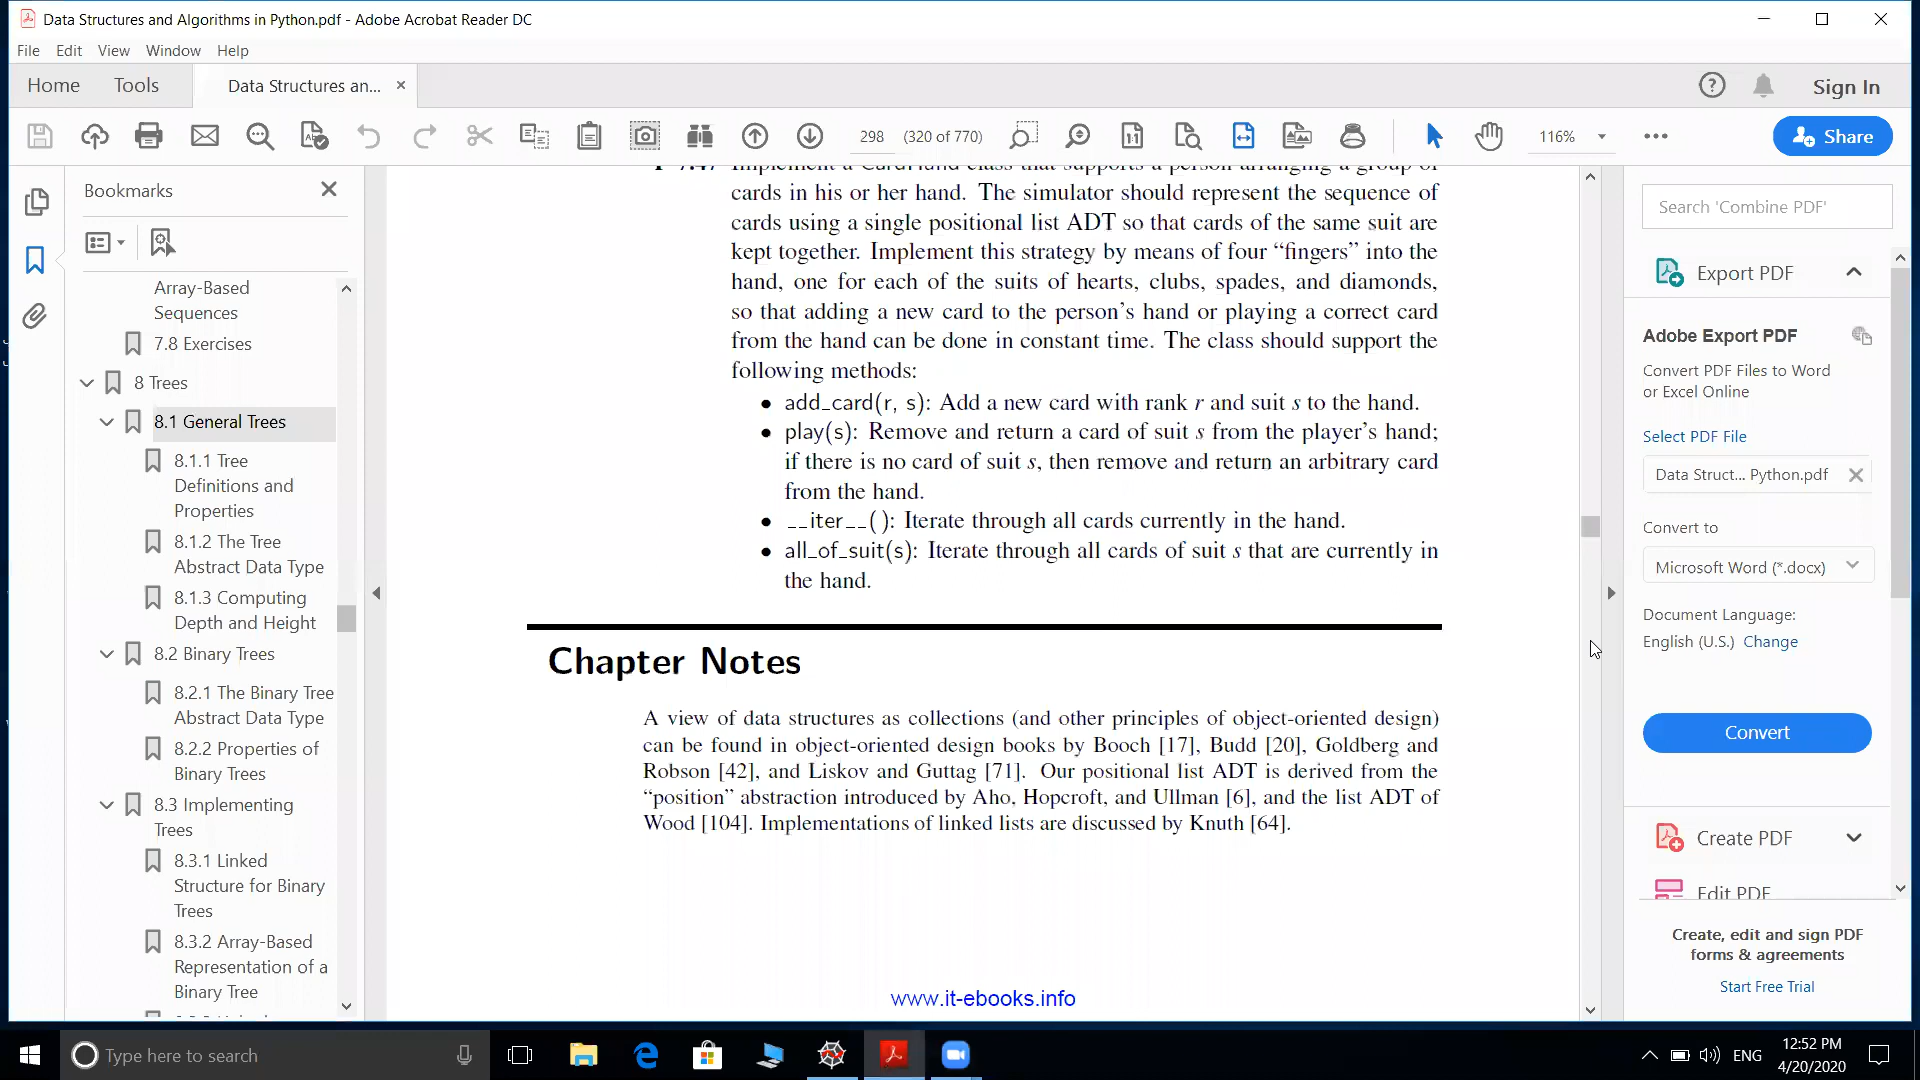 Data Structures and Algorithms in Python.pdf - Adobe Acrobat Reader DC
File Edit View Window Help
Home Tools Data Structures an... Sign In
298 (320 of 770) 116% Share
Bookmarks
Array-Based
Sequences
7.8 Exercises
8 Trees
8.1 General Trees
8.1.1 Tree
Definitions and
Properties
8.1.2 The Tree
Abstract Data Type
8.1.3 Computing
Depth and Height
8.2 Binary Trees
8.2.1 The Binary Tree
Abstract Data Type
8.2.2 Properties of
Binary Trees
8.3 Implementing
Trees
8.3.1 Linked
Structure for Binary
Trees
8.3.2 Array-Based
Representation of a
Binary Tree
P-7.47 Implement a CardHand class that supports a person arranging a group of
cards in his or her hand. The simulator should represent the sequence of
cards using a single positional list ADT so that cards of the same suit are
kept together. Implement this strategy by means of four “fingers” into the
hand, one for each of the suits of hearts, clubs, spades, and diamonds,
so that adding a new card to the person’s hand or playing a correct card
from the hand can be done in constant time. The class should support the
following methods:
• add_card(r, s): Add a new card with rank r and suit s to the hand.
• play(s): Remove and return a card of suit s from the player’s hand;
if there is no card of suit s, then remove and return an arbitrary card
from the hand.
• __iter__( ): Iterate through all cards currently in the hand.
• all_of_suit(s): Iterate through all cards of suit s that are currently in
the hand.
Chapter Notes
A view of data structures as collections (and other principles of object-oriented design)
can be found in object-oriented design books by Booch [17], Budd [20], Goldberg and
Robson [42], and Liskov and Guttag [71]. Our positional list ADT is derived from the
“position” abstraction introduced by Aho, Hopcroft, and Ullman [6], and the list ADT of
Wood [104]. Implementations of linked lists are discussed by Knuth [64].
www.it-ebooks.info
Search 'Combine PDF'
Export PDF
Adobe Export PDF
Convert PDF Files to Word
or Excel Online
Select PDF File
Data Struct... Python.pdf
Convert to
Microsoft Word (*.docx)
Document Language:
English (U.S.) Change
Convert
Create PDF
Edit PDF
Create, edit and sign PDF
forms & agreements
Start Free Trial
Type here to search
ENG
12:52 PM
4/20/2020